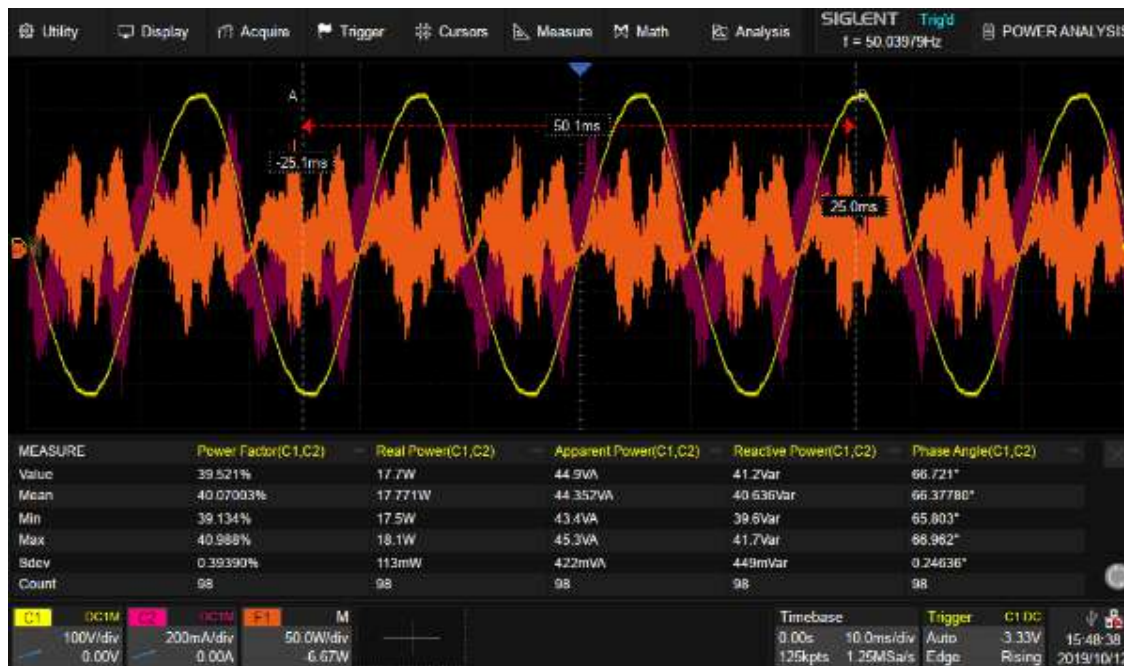 Utility Display Acquire Trigger Cursors Measure Math Analysis SIGLENT Trig'd POWER ANALYSIS
f = 50.03979Hz
A B
50.1ms
-25.1ms
25.0ms
MEASURE Power Factor(C1,C2) Real Power(C1,C2) Apparent Power(C1,C2) Reactive Power(C1,C2) Phase Angle(C1,C2)
Value 39.521% 17.7W 44.9VA 41.2Var 66.721°
Mean 40.07003% 17.771W 44.352VA 40.636Var 66.37780°
Min 39.134% 17.5W 43.4VA 39.6Var 65.803°
Max 40.988% 18.1W 45.3VA 41.7Var 66.962°
Sdev 0.39390% 113mW 422mVA 449mVar 0.24636°
Count 98 98 98 98 98
C1 DC1M C2 DC1M F1 M Timebase Trigger C1 DC
100V/div 200mA/div 50.0W/div 0.00s 10.0ms/div Auto -3.33V 15:48:38
0.00V 0.00A -6.67W 125kpts 1.25MSa/s Edge Rising 2019/10/1